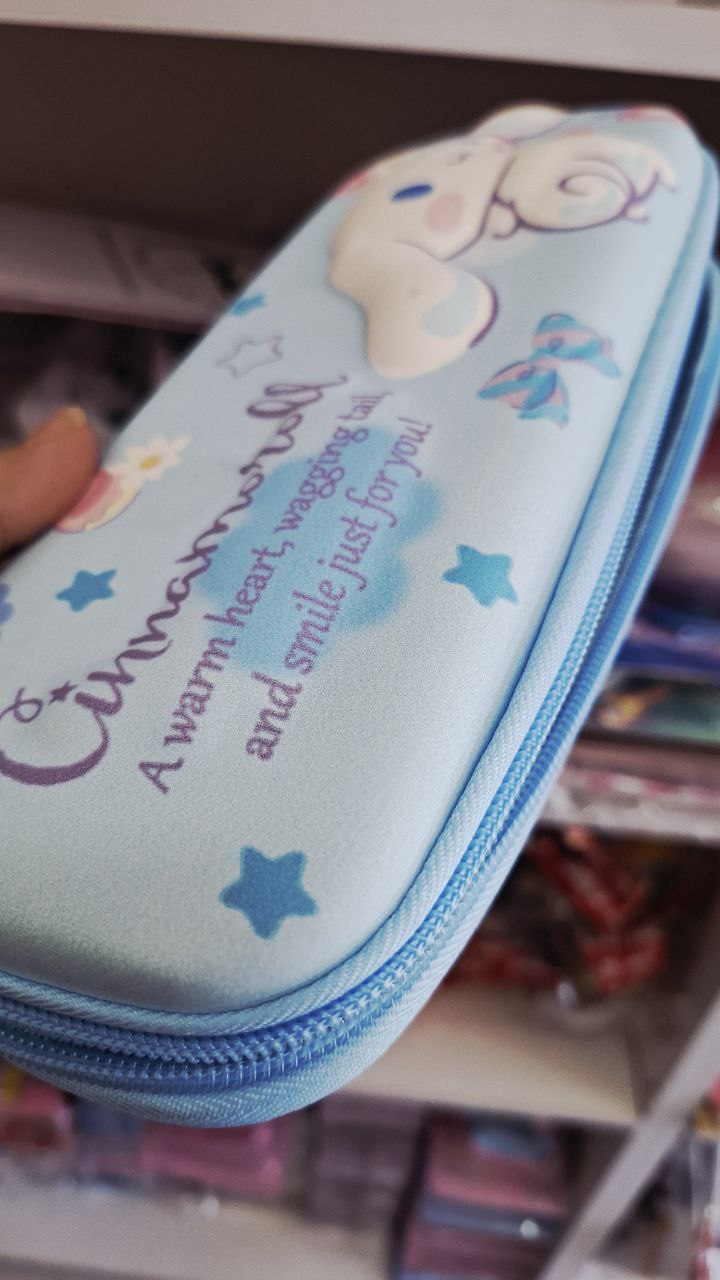 Cinnamoroll
A warm heart, wagging tail,
and smile just for you!